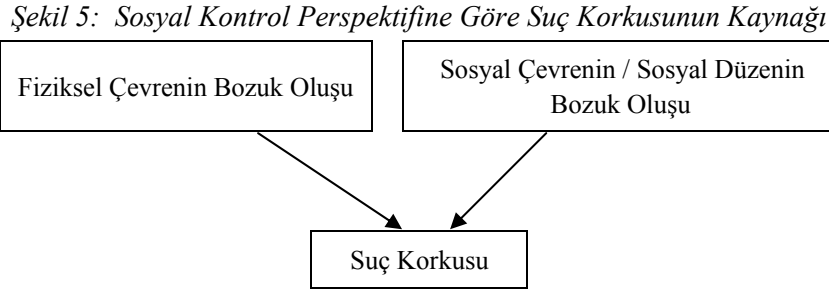 Şekil 5:  Sosyal Kontrol Perspektifine Göre Suç Korkusunun Kaynağı
Fiziksel Çevrenin Bozuk Oluşu
Sosyal Çevrenin / Sosyal Düzenin
Bozuk Oluşu
Suç Korkusu